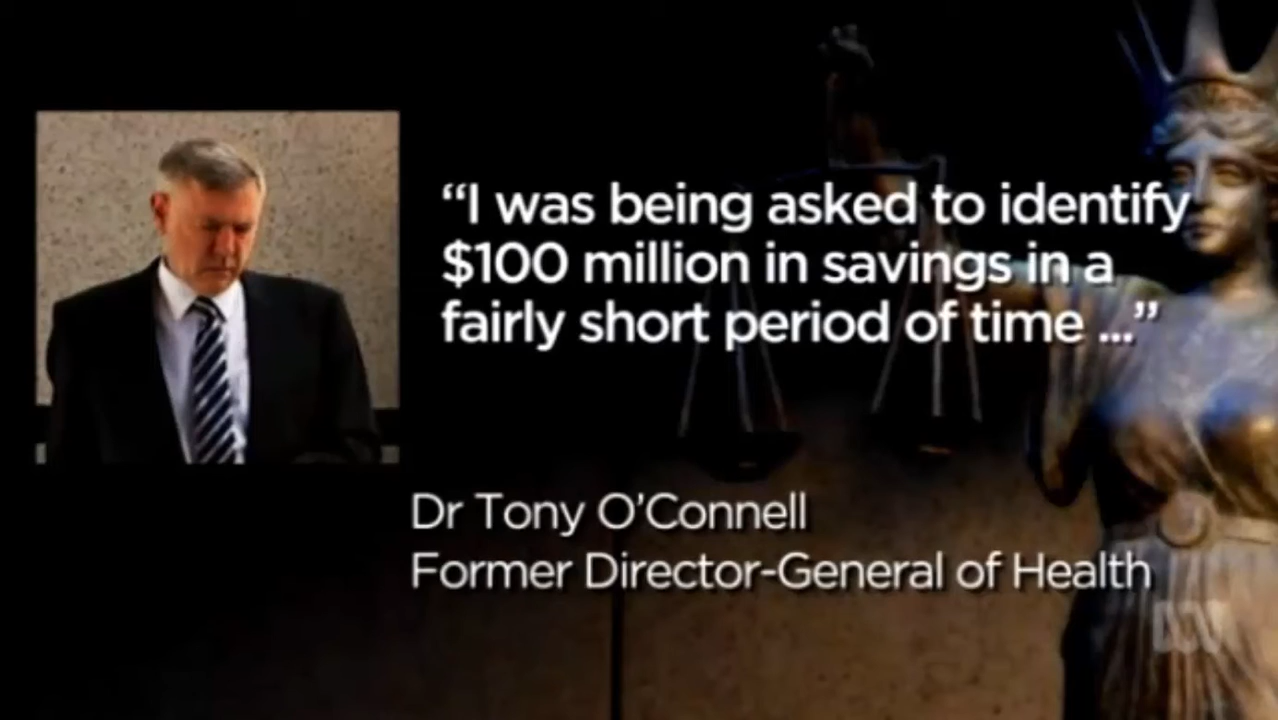 “I was being asked to identify
$100 million in savings in a
fairly short period of time ...”
Dr Tony O’Connell
Former Director-General of Health
ABC